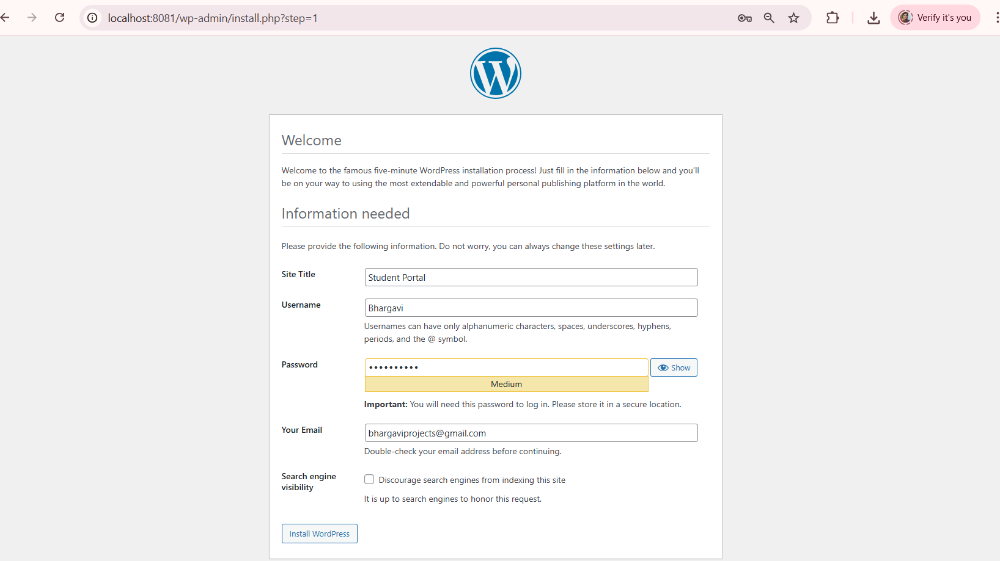 localhost:8081/wp-admin/install.php?step=1
Verify it's you
Welcome
Welcome to the famous five-minute WordPress installation process! Just fill in the information below and you’ll
be on your way to using the most extendable and powerful personal publishing platform in the world.
Information needed
Please provide the following information. Do not worry, you can always change these settings later.
Site Title
Student Portal
Username
Bhargavi
Usernames can have only alphanumeric characters, spaces, underscores, hyphens,
periods, and the @ symbol.
Password
••••••••••
Show
Medium
Important: You will need this password to log in. Please store it in a secure location.
Your Email
bhargaviprojects@gmail.com
Double-check your email address before continuing.
Search engine
visibility
Discourage search engines from indexing this site
It is up to search engines to honor this request.
Install WordPress